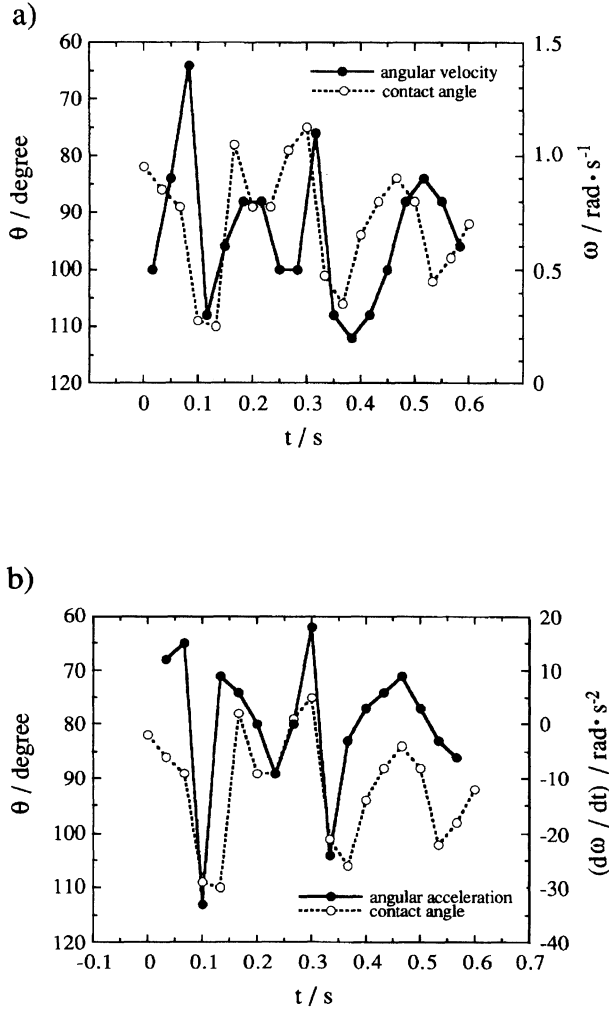 a)
60
70
80
90
100
110
120
θ / degree
1.5
1.0
0.5
0
ω / rad • s⁻¹
angular velocity
contact angle
0 0.1 0.2 0.3 0.4 0.5 0.6
t / s
b)
60
70
80
90
100
110
120
θ / degree
20
10
0
-10
-20
-30
-40
(dω / dt) / rad • s⁻²
angular acceleration
contact angle
-0.1 0 0.1 0.2 0.3 0.4 0.5 0.6 0.7
t / s